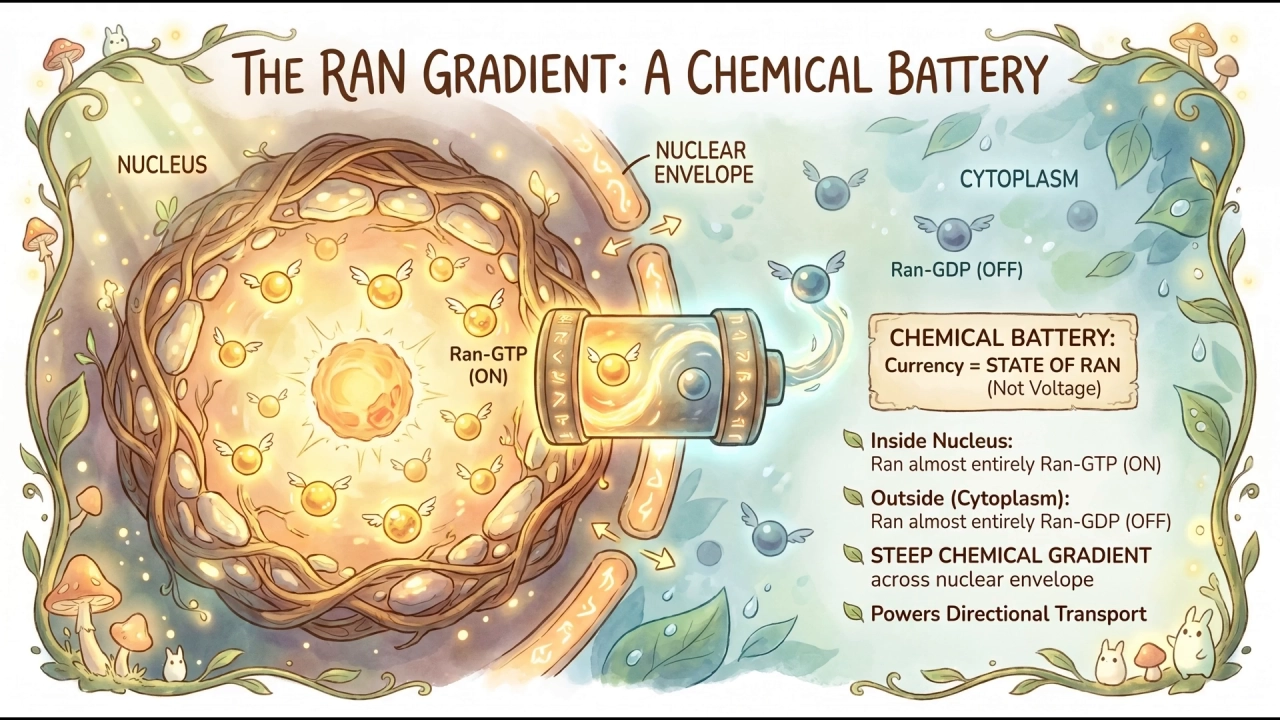 THE RAN GRADIENT: A CHEMICAL BATTERY
NUCLEUS
NUCLEAR
ENVELOPE
CYTOPLASM
Ran-GDP (OFF)
Ran-GTP
(ON)
CHEMICAL BATTERY:
Currency = STATE OF RAN
(Not Voltage)
Inside Nucleus:
Ran almost entirely Ran-GTP (ON)
Outside (Cytoplasm):
Ran almost entirely Ran-GDP (OFF)
STEEP CHEMICAL GRADIENT
across nuclear envelope
Powers Directional Transport